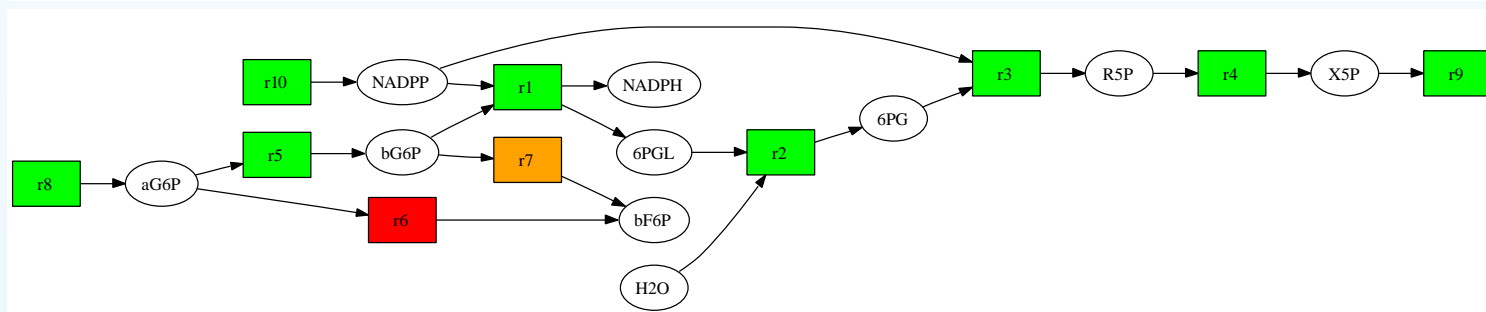 r10
NADPP
r1
NADPH
r3
R5P
r4
X5P
r9
6PG
r8
aG6P
r5
bG6P
r7
6PGL
r2
r6
bF6P
H2O